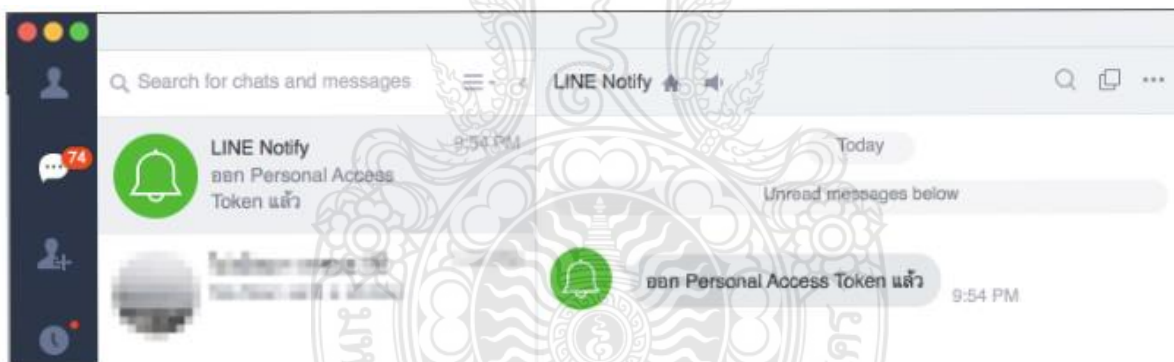 Search for chats and messages
LINE Notify
Today
LINE Notify
9:54 PM
ออก Personal Access
Token แล้ว
74
Unread messages below
ออก Personal Access Token แล้ว
9:54 PM